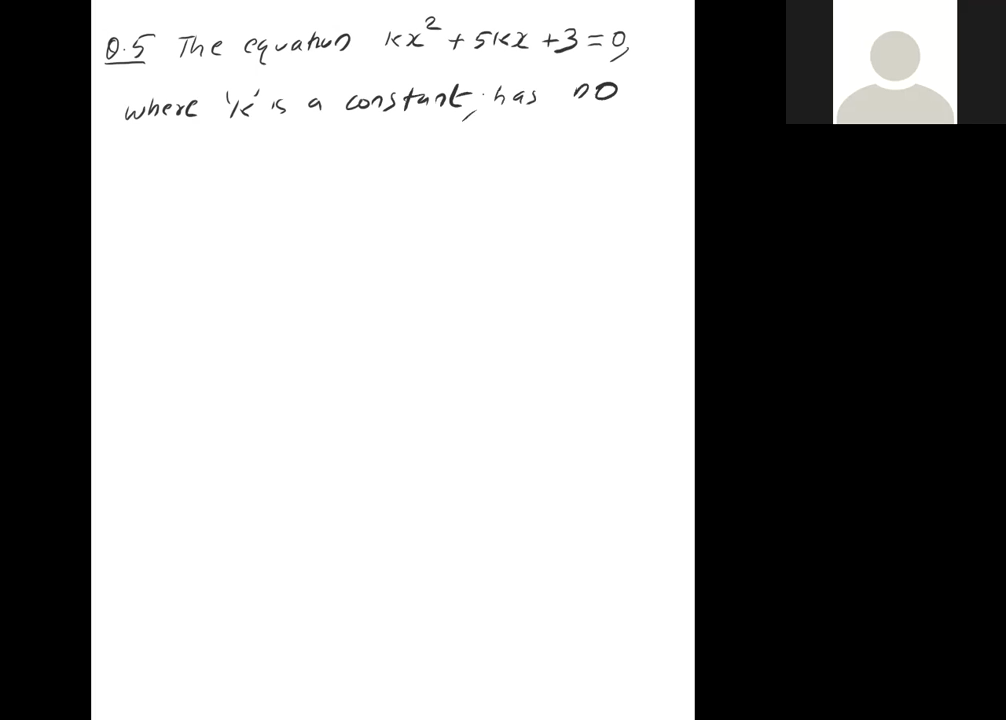 Q.5 The equation kx² + 5kx + 3 = 0,
where 'k' is a constant, has no